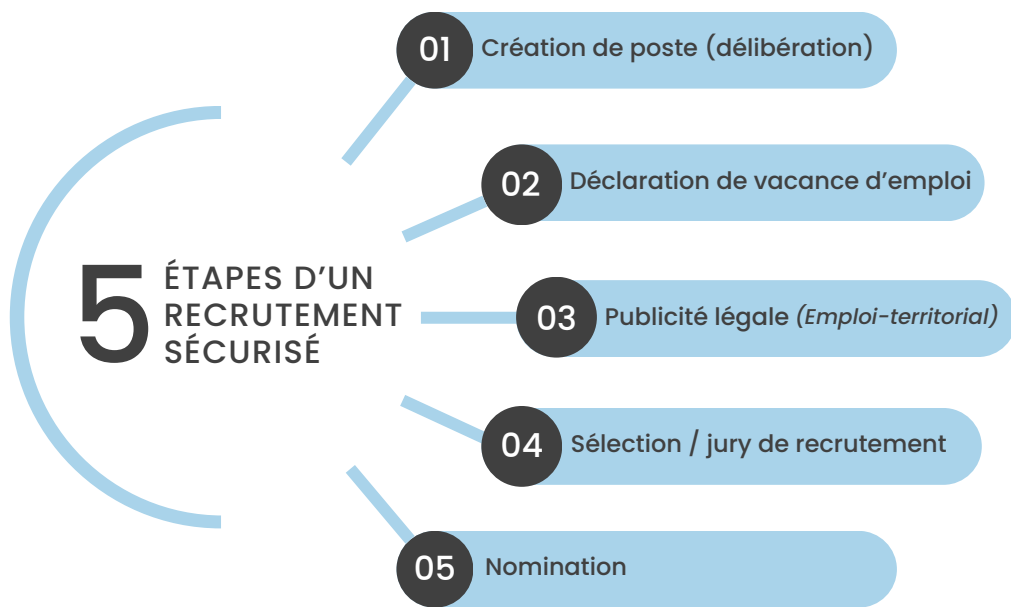 01 Création de poste (délibération)
02 Déclaration de vacance d’emploi
5 ÉTAPES D’UN
RECRUTEMENT
SÉCURISÉ
03 Publicité légale (Emploi-territorial)
04 Sélection / jury de recrutement
05 Nomination